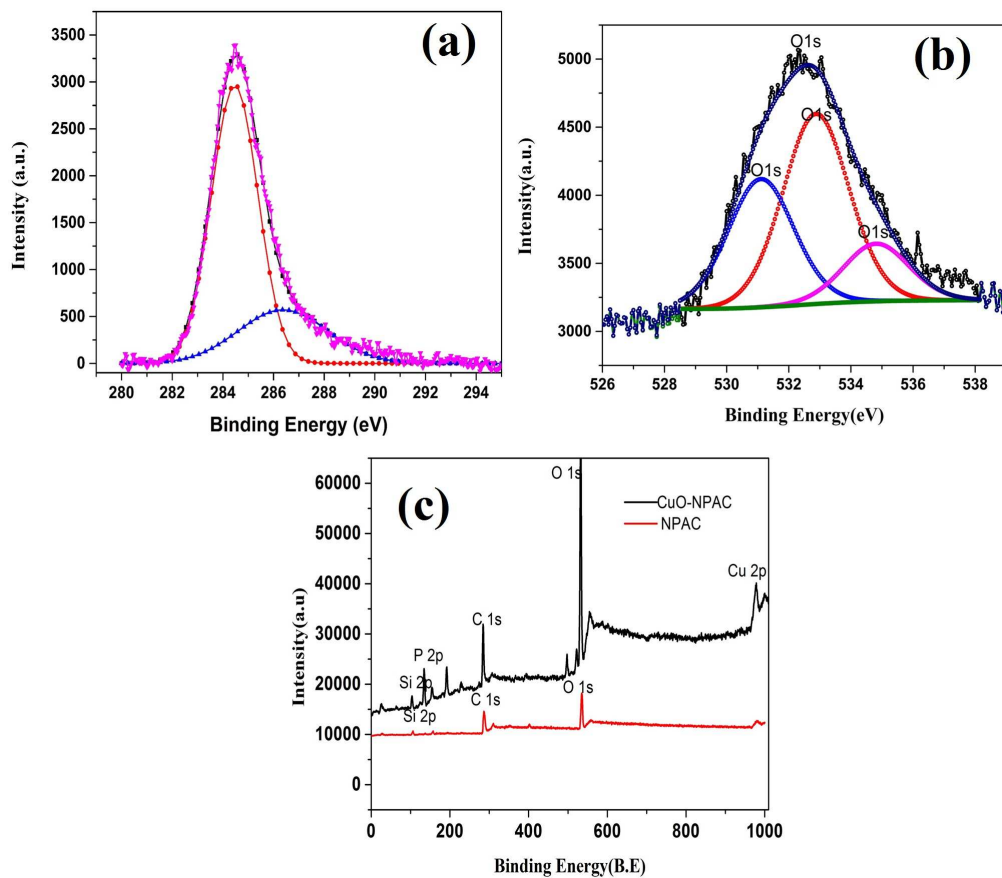 (a)
3500
3000
2500
2000
1500
1000
500
0
Intensity (a.u.)
280 282 284 286 288 290 292 294
Binding Energy (eV)
(b)
O1s
O1s
O1s
O1s
5000
4500
4000
3500
3000
Intensity(a.u.)
526 528 530 532 534 536 538
Binding Energy(eV)
(c)
60000
50000
40000
30000
20000
10000
0
Intensity(a.u)
O 1s
CuO-NPAC
NPAC
Cu 2p
C 1s
P 2p
Si 2p
O 1s
C 1s
Si 2p
0 200 400 600 800 1000
Binding Energy(B.E)